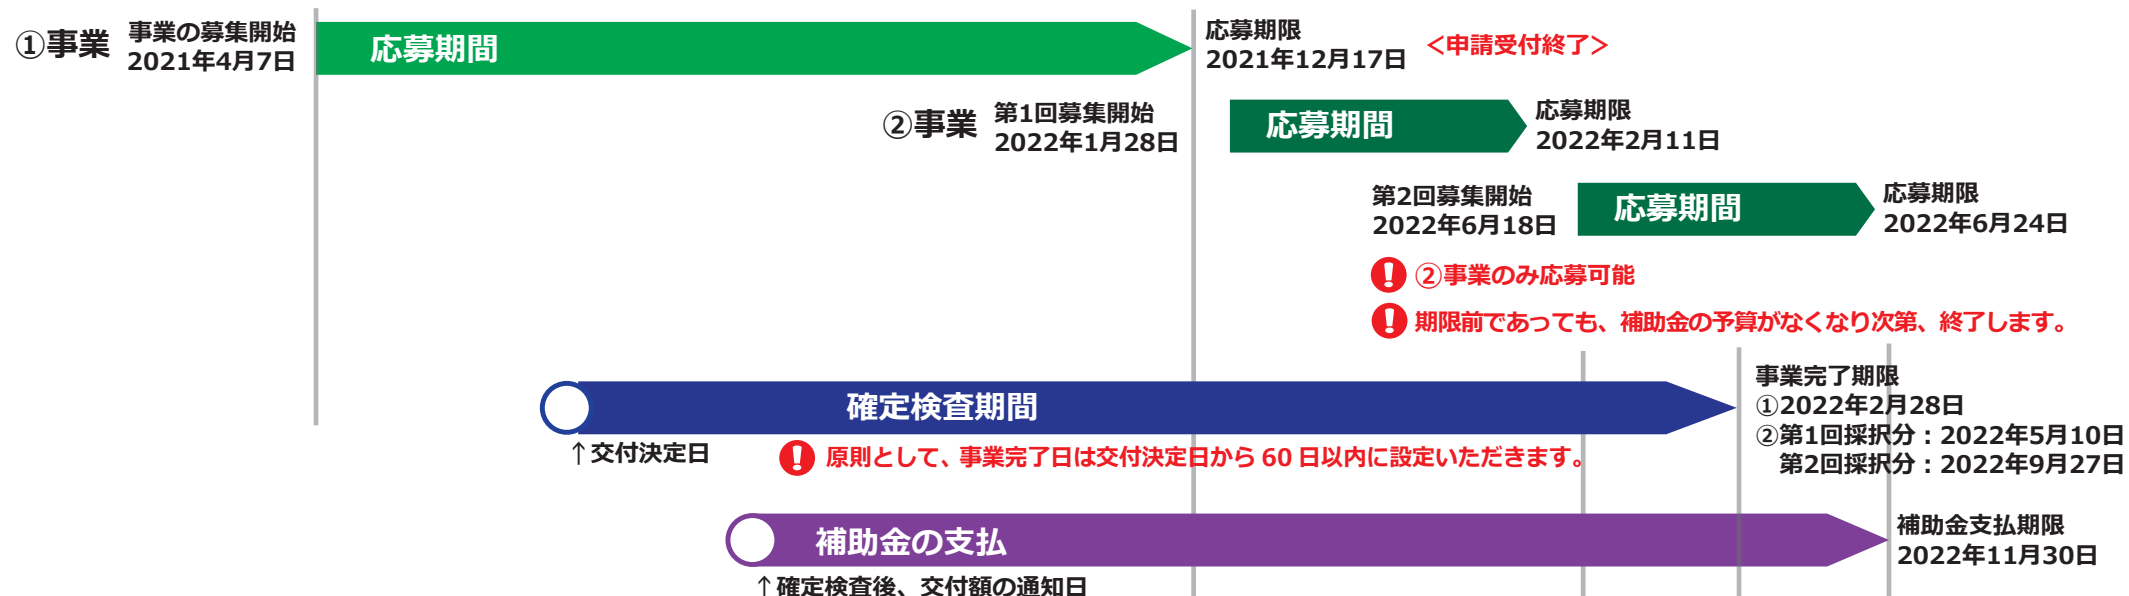 ①事業
事業の募集開始
2021年4月7日
応募期間
応募期限
2021年12月17日
＜申請受付終了＞
②事業
第1回募集開始
2022年1月28日
応募期間
応募期限
2022年2月11日
第2回募集開始
2022年6月18日
応募期間
応募期限
2022年6月24日
②事業のみ応募可能
期限前であっても、補助金の予算がなくなり次第、終了します。
確定検査期間
事業完了期限
①2022年2月28日
②第1回採択分：2022年5月10日
第2回採択分：2022年9月27日
↑交付決定日
原則として、事業完了日は交付決定日から 60 日以内に設定いただきます。
補助金の支払
補助金支払期限
2022年11月30日
↑確定検査後、交付額の通知日